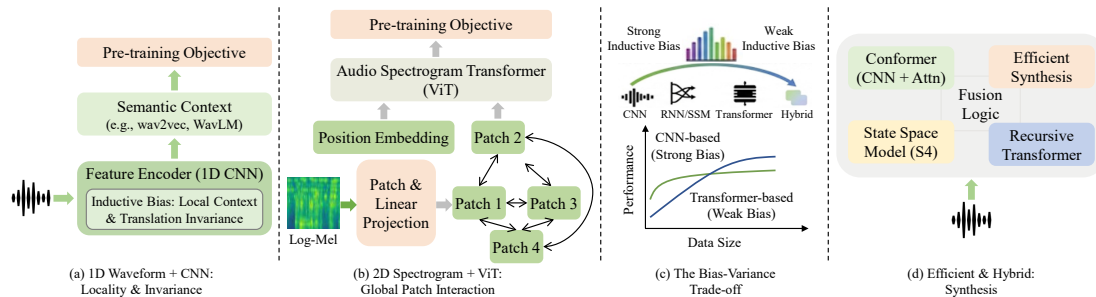 Pre-training Objective
Semantic Context
(e.g., wav2vec, WavLM)
Feature Encoder (1D CNN)
Inductive Bias: Local Context
& Translation Invariance
(a) 1D Waveform + CNN:
Locality & Invariance
Pre-training Objective
Audio Spectrogram Transformer
(ViT)
Position Embedding
Patch 2
Log-Mel
Patch &
Linear
Projection
Patch 1
Patch 3
Patch 4
(b) 2D Spectrogram + ViT:
Global Patch Interaction
Strong
Inductive Bias
Weak
Inductive Bias
CNN
RNN/SSM
Transformer
Hybrid
Performance
CNN-based
(Strong Bias)
Transformer-based
(Weak Bias)
Data Size
(c) The Bias-Variance
Trade-off
Conformer
(CNN + Attn)
Efficient
Synthesis
Fusion
Logic
State Space
Model (S4)
Recursive
Transformer
(d) Efficient & Hybrid:
Synthesis